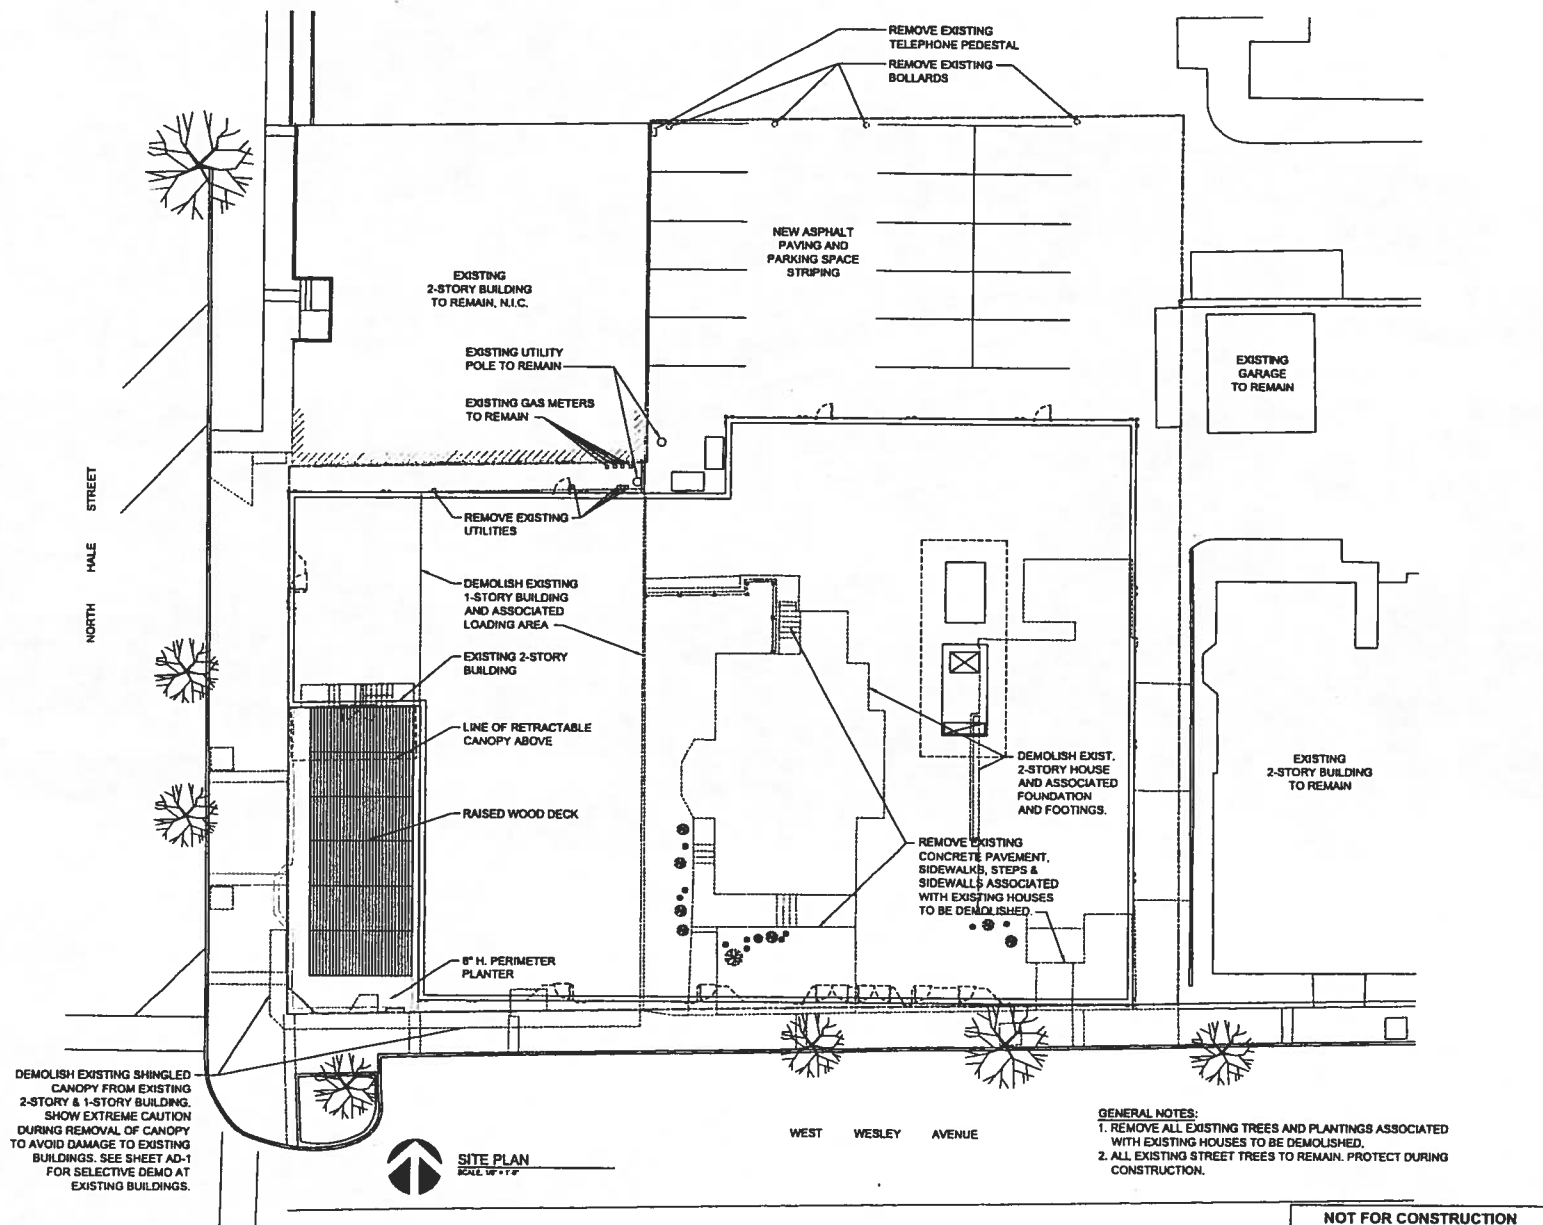 REMOVE EXISTING
TELEPHONE PEDESTAL
REMOVE EXISTING
BOLLARDS
NEW ASPHALT
PAVING AND
PARKING SPACE
STRIPING
EXISTING
2-STORY BUILDING
TO REMAIN, N.I.C.
EXISTING UTILITY
POLE TO REMAIN
EXISTING GAS METERS
TO REMAIN
EXISTING
GARAGE
TO REMAIN
NORTH HALE STREET
REMOVE EXISTING
UTILITIES
DEMOLISH EXISTING
1-STORY BUILDING
AND ASSOCIATED
LOADING AREA
EXISTING 2-STORY
BUILDING
LINE OF RETRACTABLE
CANOPY ABOVE
RAISED WOOD DECK
DEMOLISH EXIST.
2-STORY HOUSE
AND ASSOCIATED
FOUNDATION
AND FOOTINGS.
EXISTING
2-STORY BUILDING
TO REMAIN
REMOVE EXISTING
CONCRETE PAVEMENT,
SIDEWALKS, STEPS &
SIDEWALLS ASSOCIATED
WITH EXISTING HOUSES
TO BE DEMOLISHED.
H. PERIMETER
PLANTER
DEMOLISH EXISTING SHINGLED
CANOPY FROM EXISTING
2-STORY & 1-STORY BUILDING.
SHOW EXTREME CAUTION
DURING REMOVAL OF CANOPY
TO AVOID DAMAGE TO EXISTING
BUILDINGS. SEE SHEET AD-1
FOR SELECTIVE DEMO AT
EXISTING BUILDINGS.
SITE PLAN
SCALE:
WEST WESLEY AVENUE
GENERAL NOTES:
1. REMOVE ALL EXISTING TREES AND PLANTINGS ASSOCIATED
WITH EXISTING HOUSES TO BE DEMOLISHED.
2. ALL EXISTING STREET TREES TO REMAIN. PROTECT DURING
CONSTRUCTION.
NOT FOR CONSTRUCTION